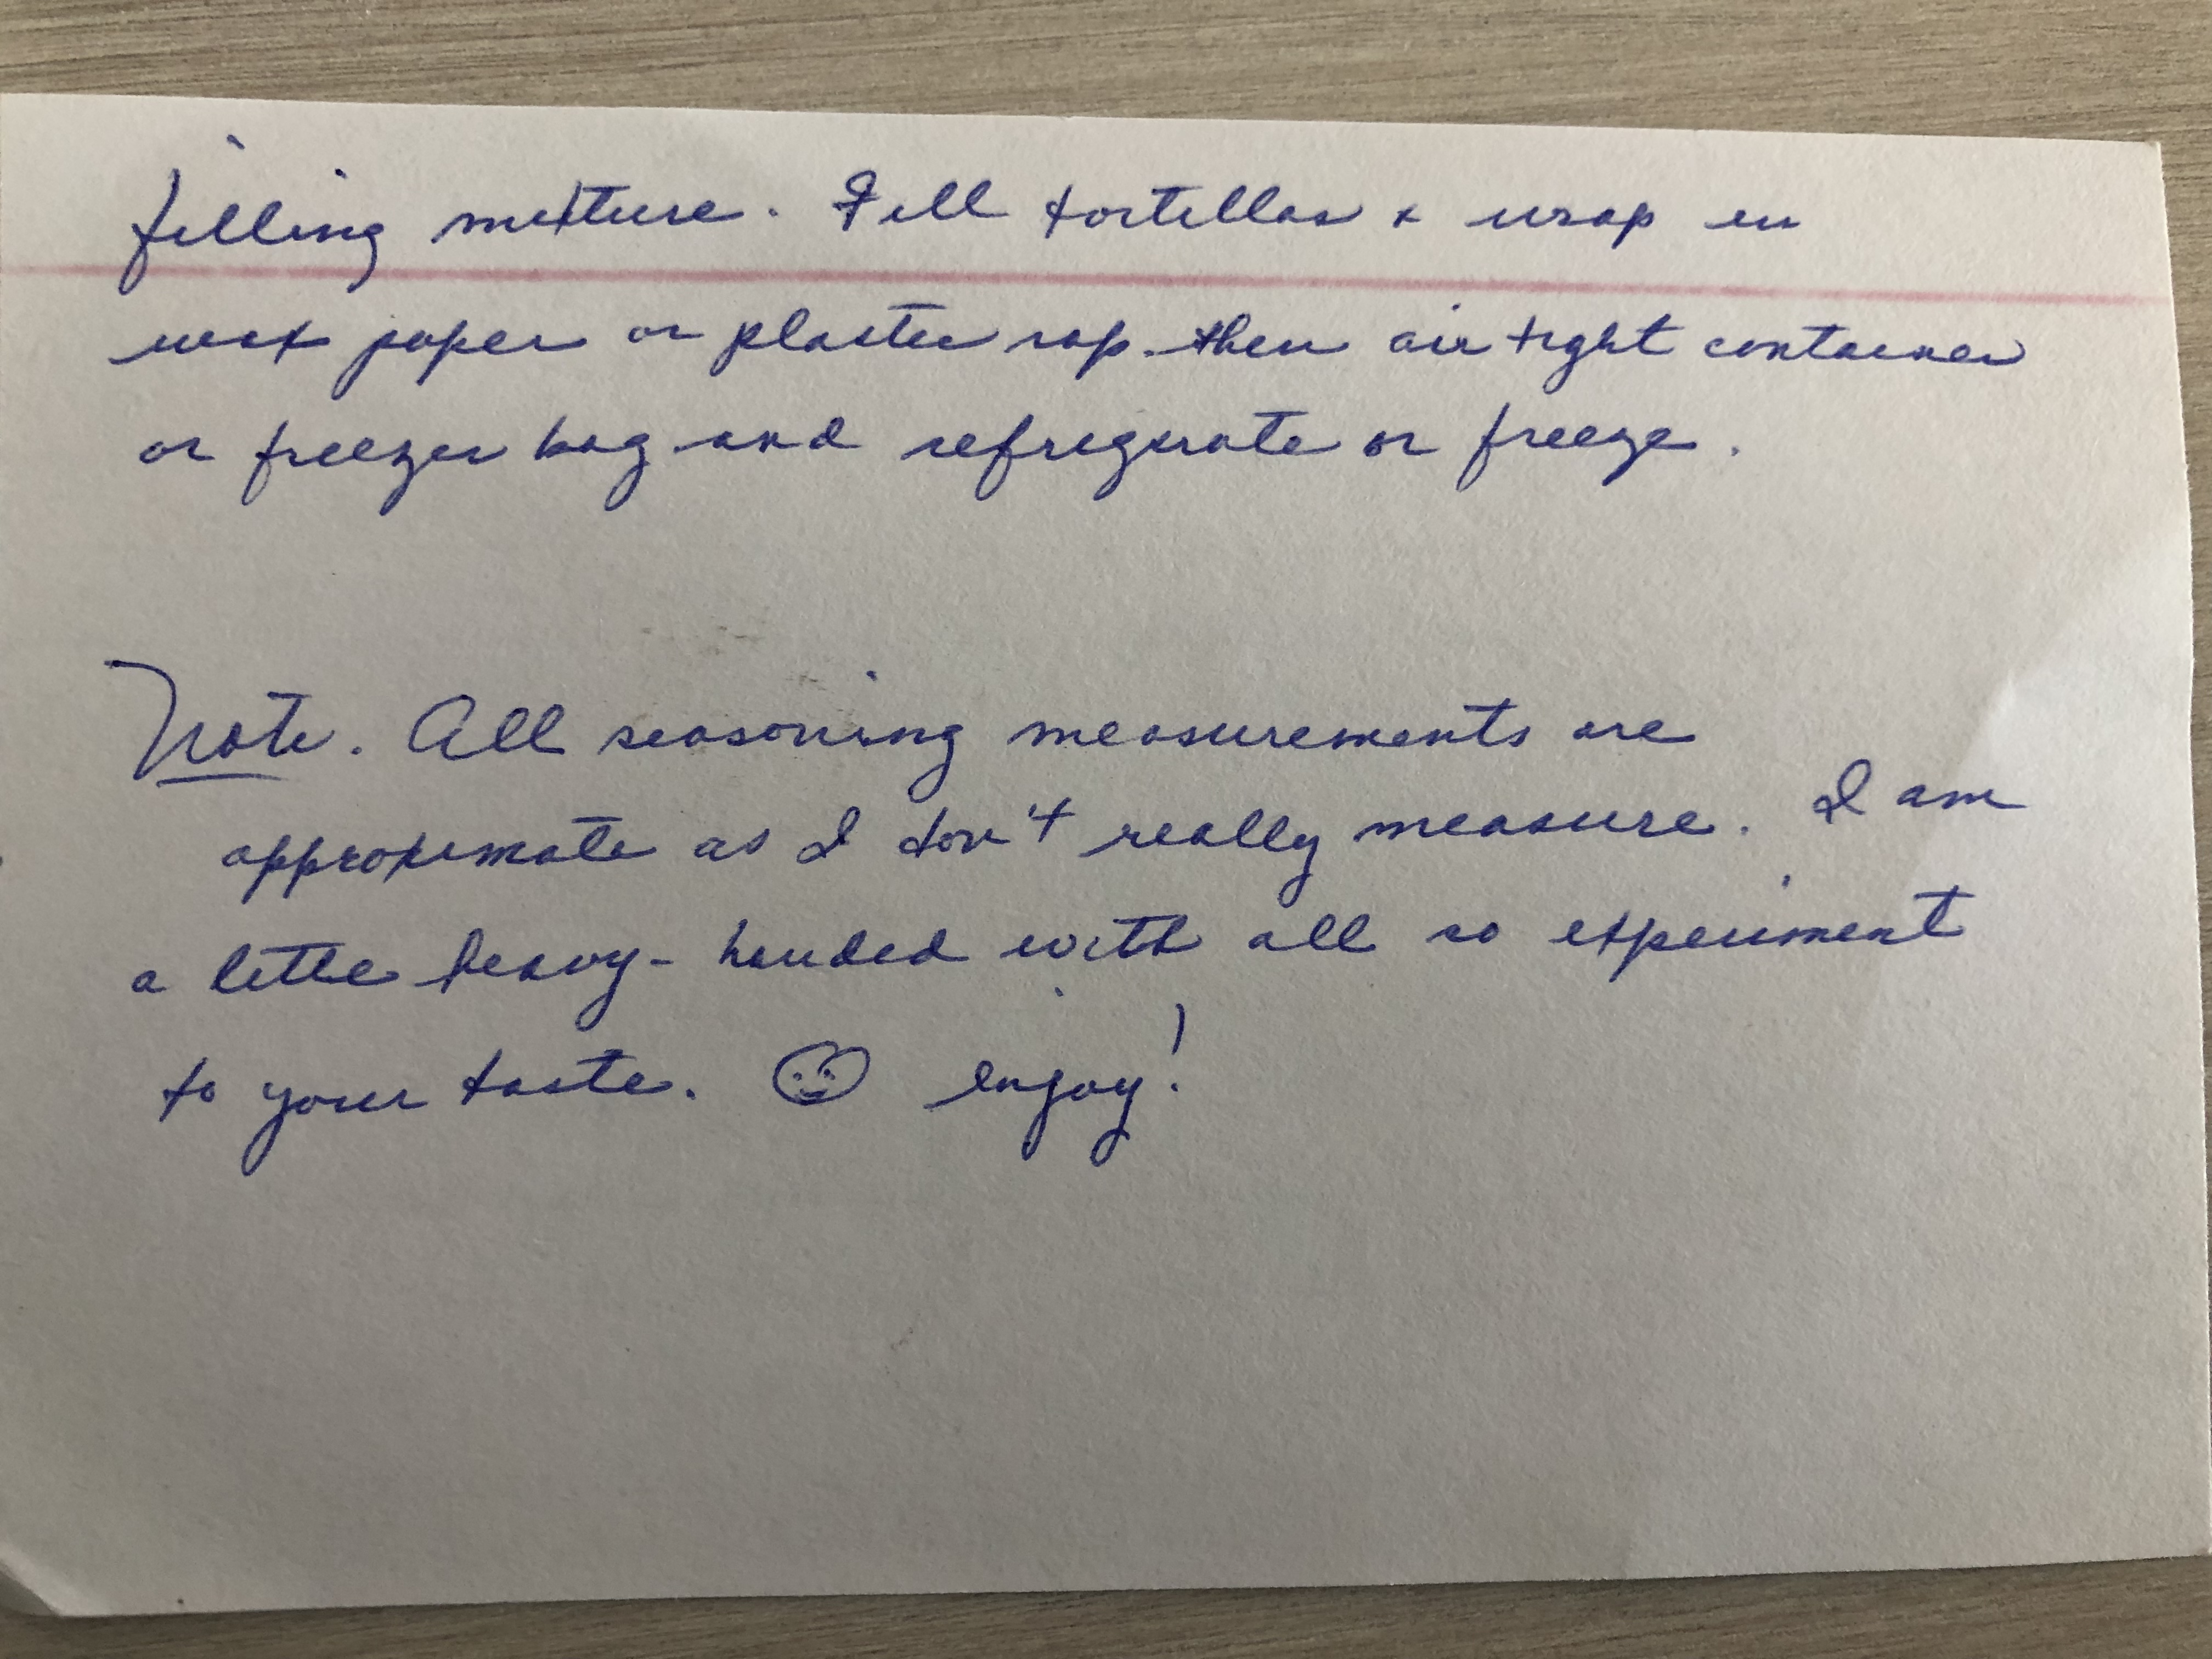 filling mixture. Fill tortillas & wrap in
wax paper or plastic rap. then air tight container
or freezer bag and refrigerate or freeze.
Note. All seasoning measurements are
approximate as I don't really measure. I am
a little heavy-handed with all so experiment
to your taste. enjoy!